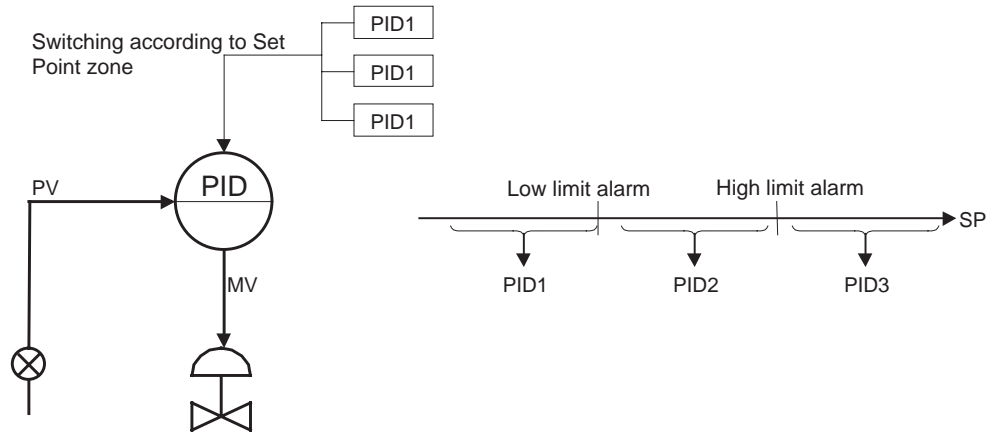 PID1
Switching according to Set
Point zone
PID1
PID1
PID
PV
MV
Low limit alarm
High limit alarm
SP
PID1
PID2
PID3